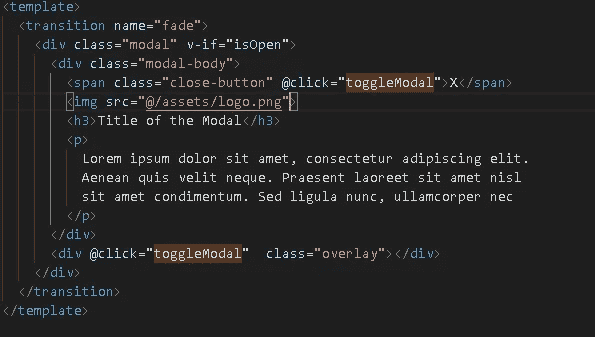 <template>
<transition name="fade">
<div class="modal" v-if="isOpen">
<div class="modal-body">
<span class="close-button" @click="toggleModal">X</span>
<img src="@/assets/logo.png">
<h3>Title of the Modal</h3>
<p>
Lorem ipsum dolor sit amet, consectetur adipiscing elit.
Aenean quis velit neque. Praesent laoreet sit amet nisl
sit amet condimentum. Sed ligula nunc, ullamcorper nec
</p>
</div>
<div @click="toggleModal"  class="overlay"></div>
</div>
</transition>
</template>